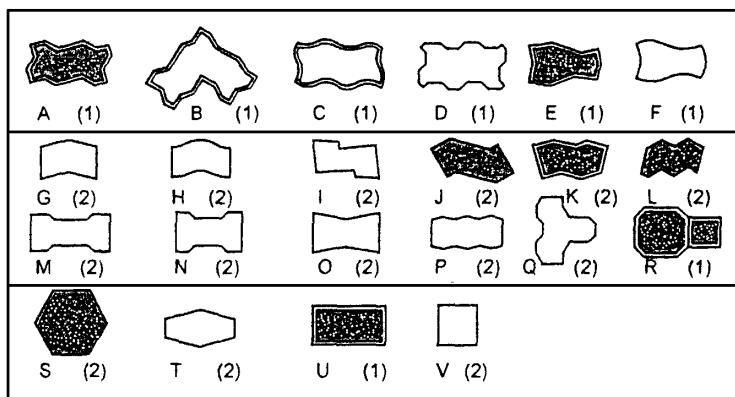 A (1) B (1) C (1) D (1) E (1) F (1)
G (2) H (2) I (2) J (2) K (2) L (2)
M (2) N (2) O (2) P (2) Q (2) R (1)
S (2) T (2) U (1) V (2)